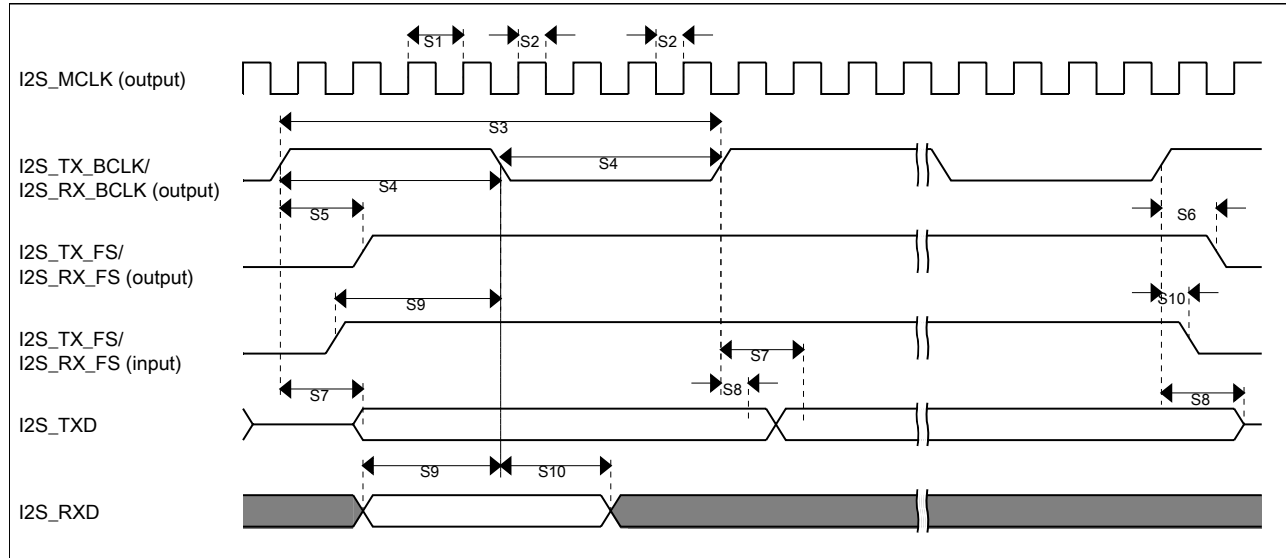 S1
S2
S2
I2S_MCLK (output)
S3
I2S_TX_BCLK/
I2S_RX_BCLK (output)
S4
S4
S5
S6
I2S_TX_FS/
I2S_RX_FS (output)
S9
S10
I2S_TX_FS/
I2S_RX_FS (input)
S7
S7
S8
S8
I2S_TXD
S9
S10
I2S_RXD